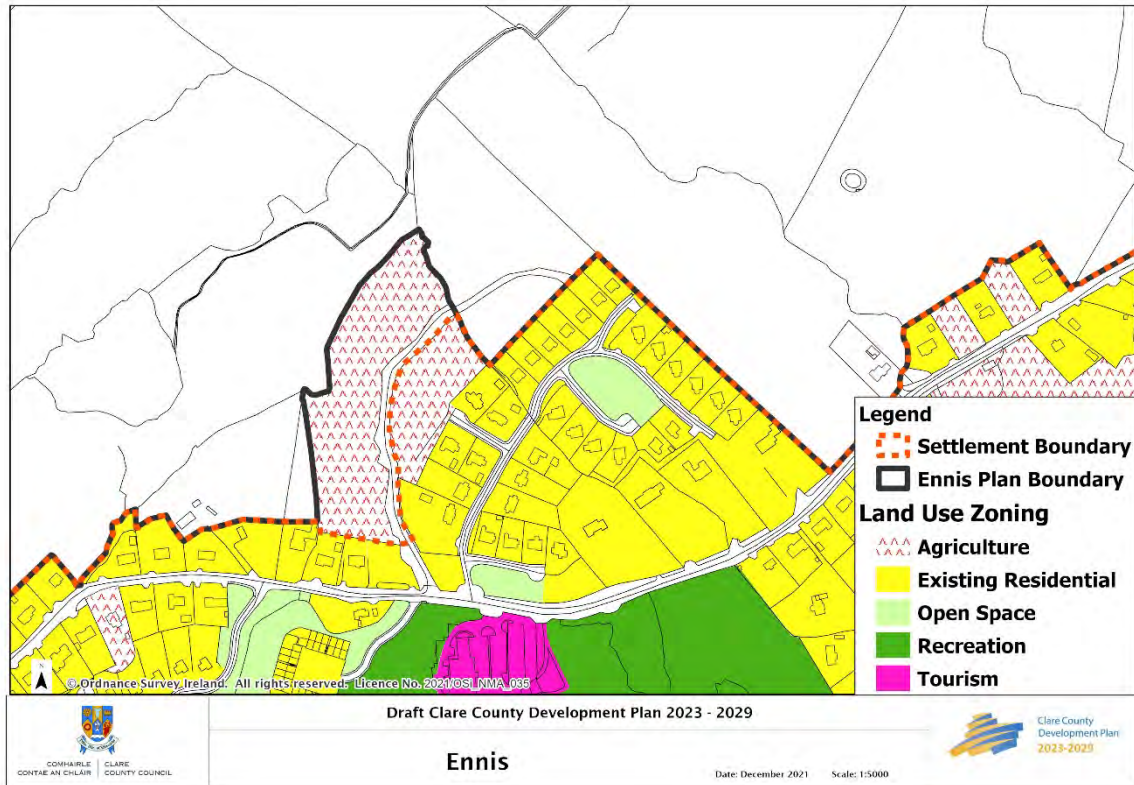 Legend
Settlement Boundary
Ennis Plan Boundary
Land Use Zoning
Agriculture
Existing Residential
Open Space
Recreation
Tourism
N
© Ordnance Survey Ireland. All rights reserved. Licence No. 2021/OSi_NMA_035
COMHAIRLE CONTAE AN CHLÁIR
CLARE COUNTY COUNCIL
Draft Clare County Development Plan 2023 - 2029
Ennis
Date: December 2021 Scale: 1:5000
Clare County
Development Plan
2023-2029